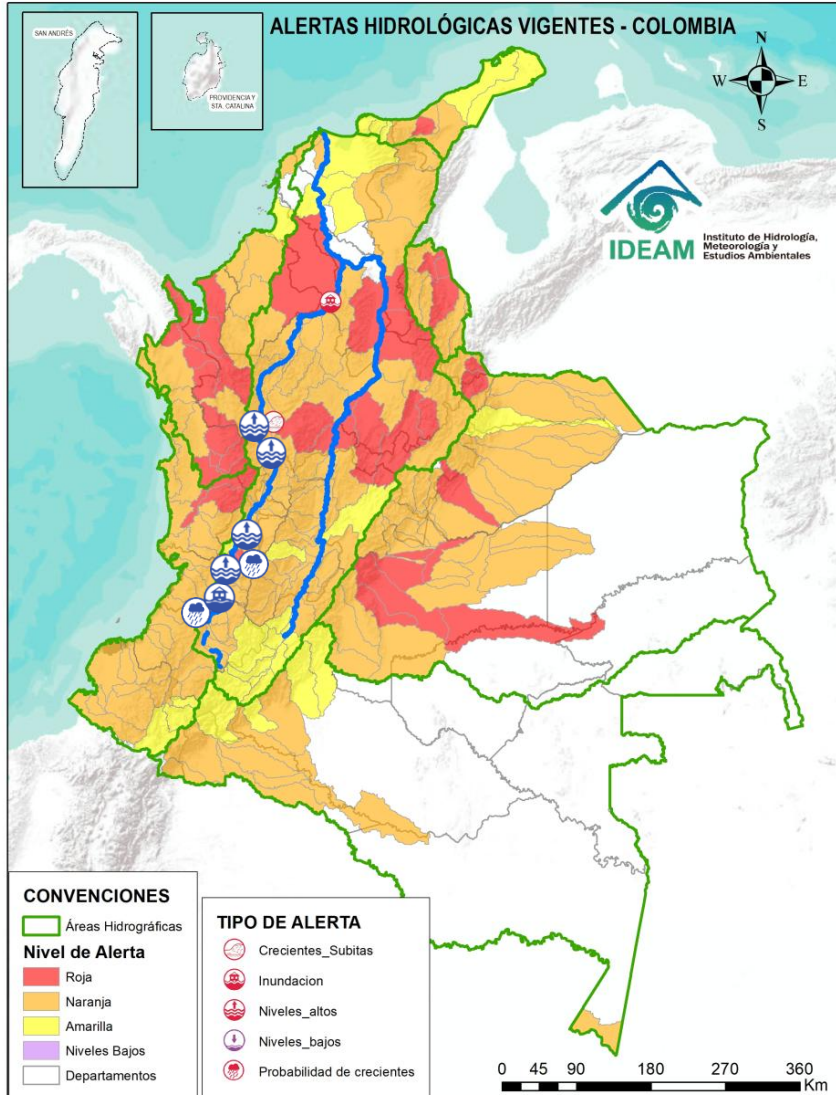 ALERTAS HIDROLÓGICAS VIGENTES - COLOMBIA
SAN ANDRÉS
PROVIDENCIA Y
STA. CATALINA
N
W
E
S
IDEAM
Instituto de Hidrología,
Meteorología y
Estudios Ambientales
CONVENCIONES
Áreas Hidrográficas
Nivel de Alerta
Roja
Naranja
Amarilla
Niveles Bajos
Departamentos
TIPO DE ALERTA
Crecientes_Subitas
Inundacion
Niveles_altos
Niveles_bajos
Probabilidad de crecientes
0 45 90 180 270 360
Km